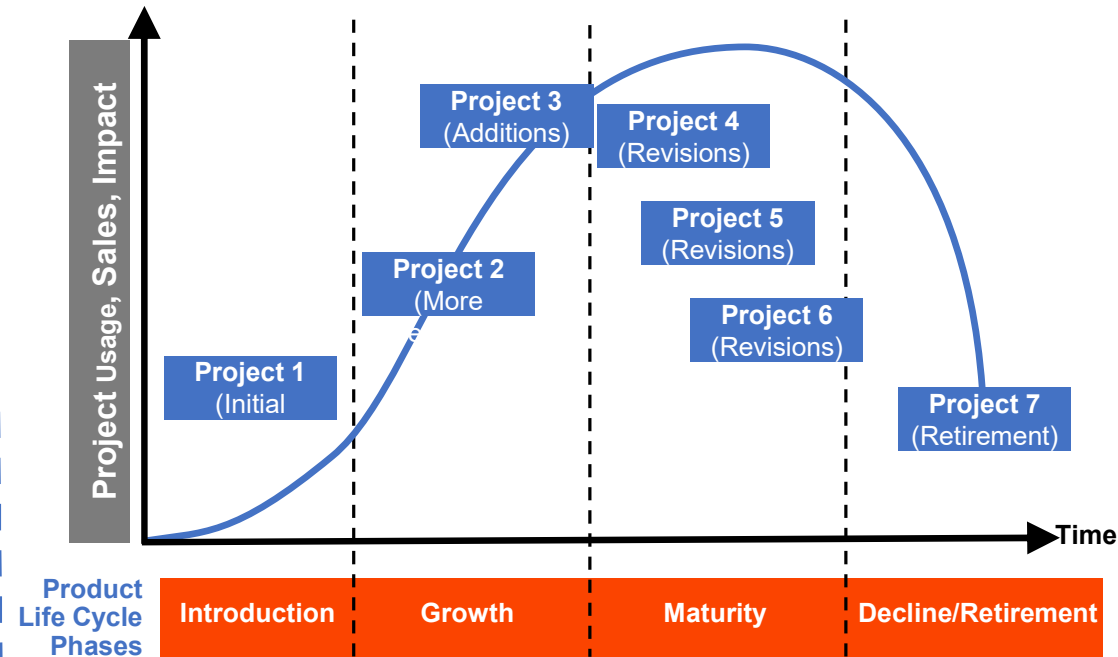 Project Usage, Sales, Impact
Project 3
(Additions)
Project 4
(Revisions)
Project 5
(Revisions)
Project 2
(More
Project 6
(Revisions)
Project 1
(Initial
Project 7
(Retirement)
Time
Product
Life Cycle
Phases
Introduction
Growth
Maturity
Decline/Retirement